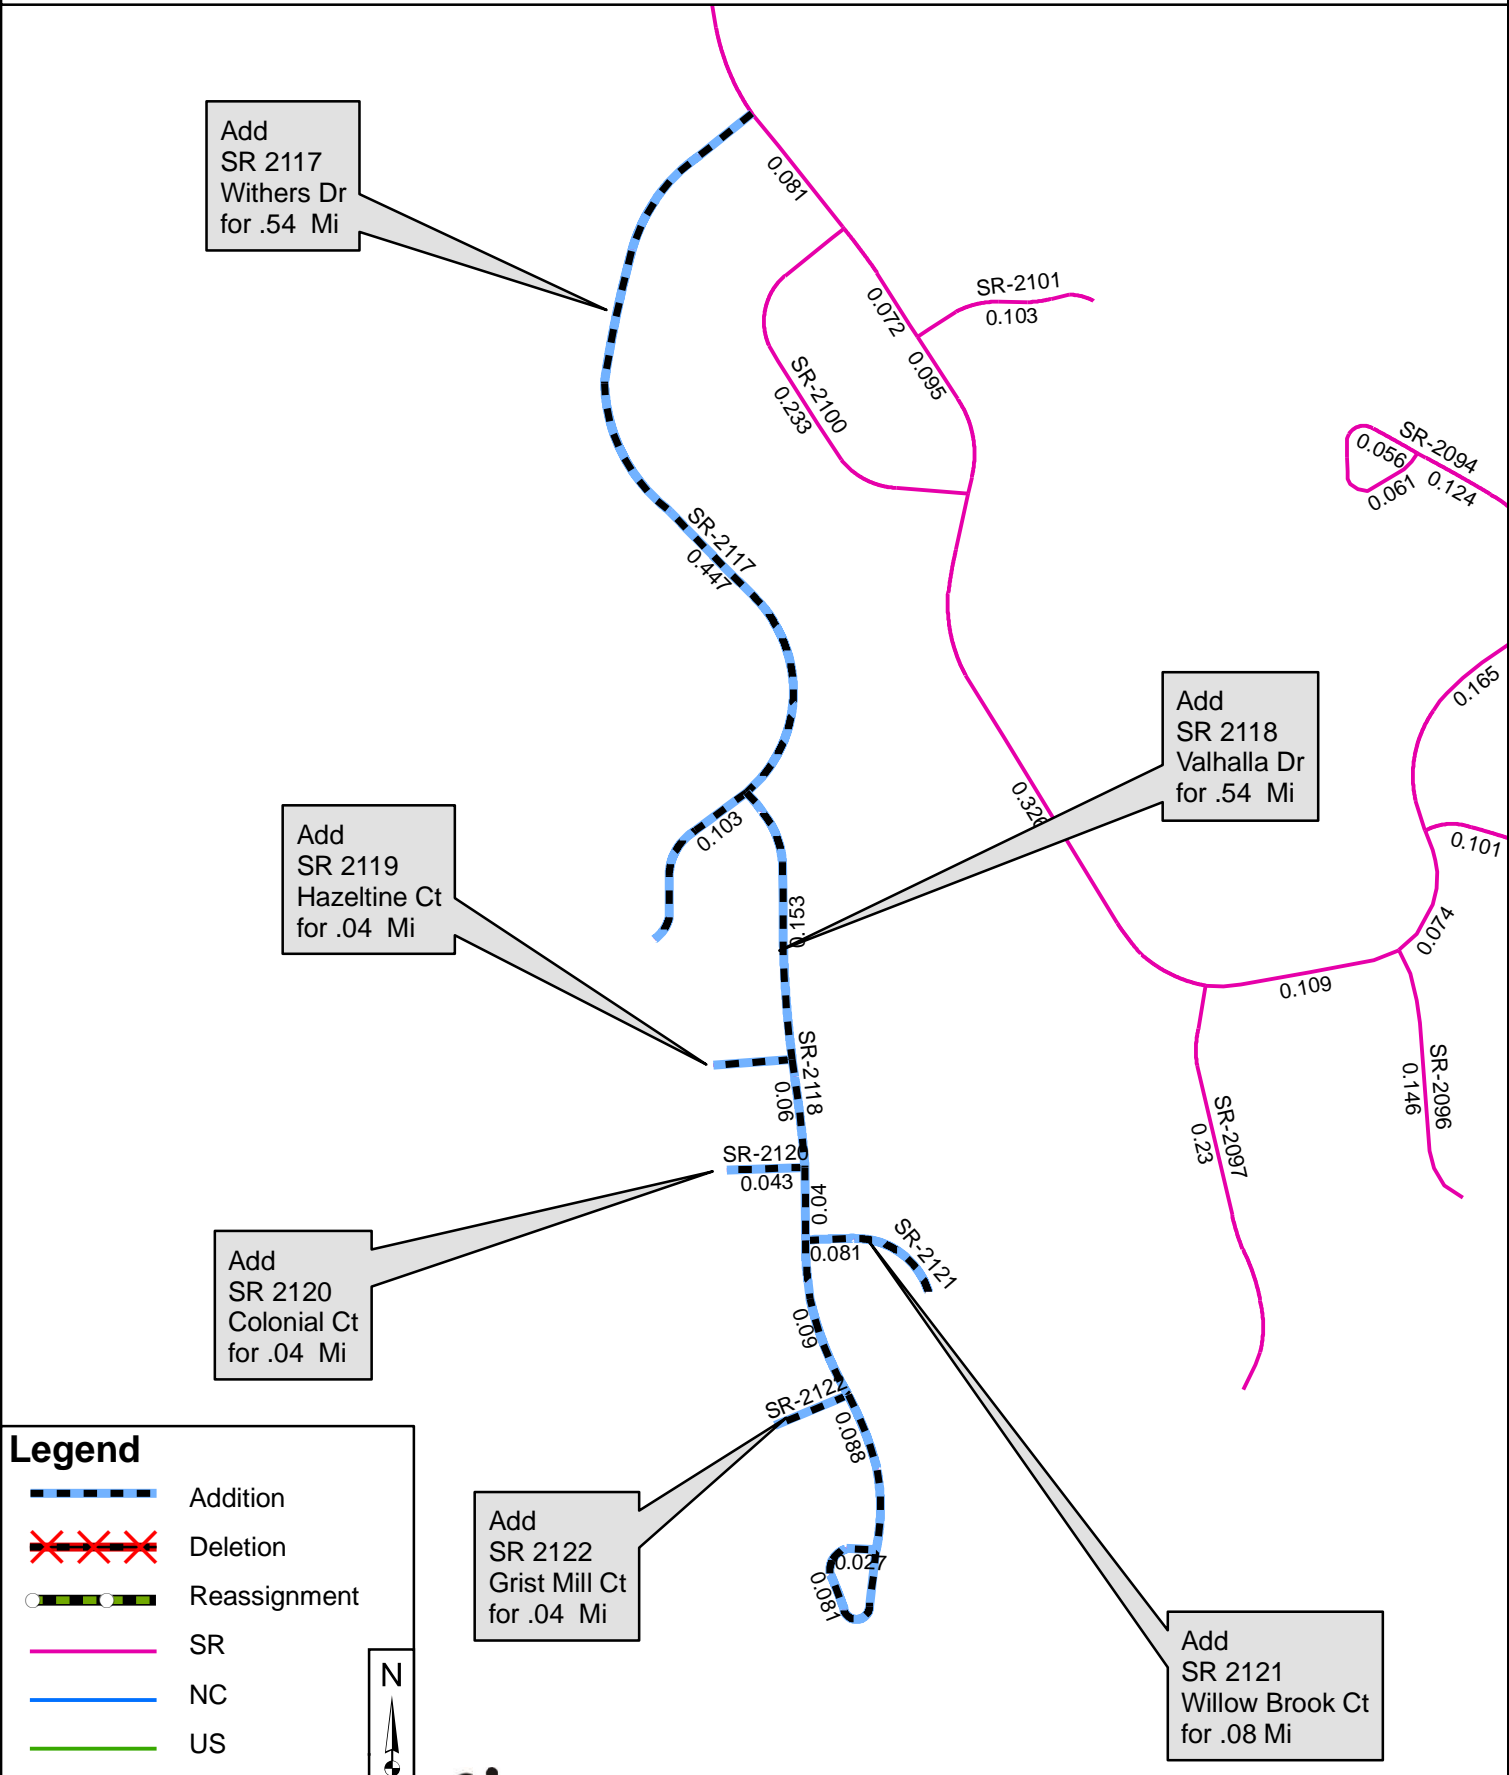 Add
SR 2117
Withers Dr
for .54 Mi
0.081
SR-2101
0.103
0.072
0.095
SR-2100
0.233
SR-2094
0.056
0.061
0.124
SR-2117
0.447
0.165
Add
SR 2118
Valhalla Dr
for .54 Mi
0.326
0.101
Add
SR 2119
Hazeltine Ct
for .04 Mi
0.103
0.153
0.074
0.109
SR-2118
0.06
SR-2096
0.146
SR-2097
0.23
SR-2120
0.043
0.04
Add
SR 2120
Colonial Ct
for .04 Mi
0.081
SR-2121
0.09
SR-2122
0.088
Legend
Addition
Deletion
Reassignment
SR
NC
US
N
Add
SR 2122
Grist Mill Ct
for .04 Mi
0.027
0.081
Add
SR 2121
Willow Brook Ct
for .08 Mi